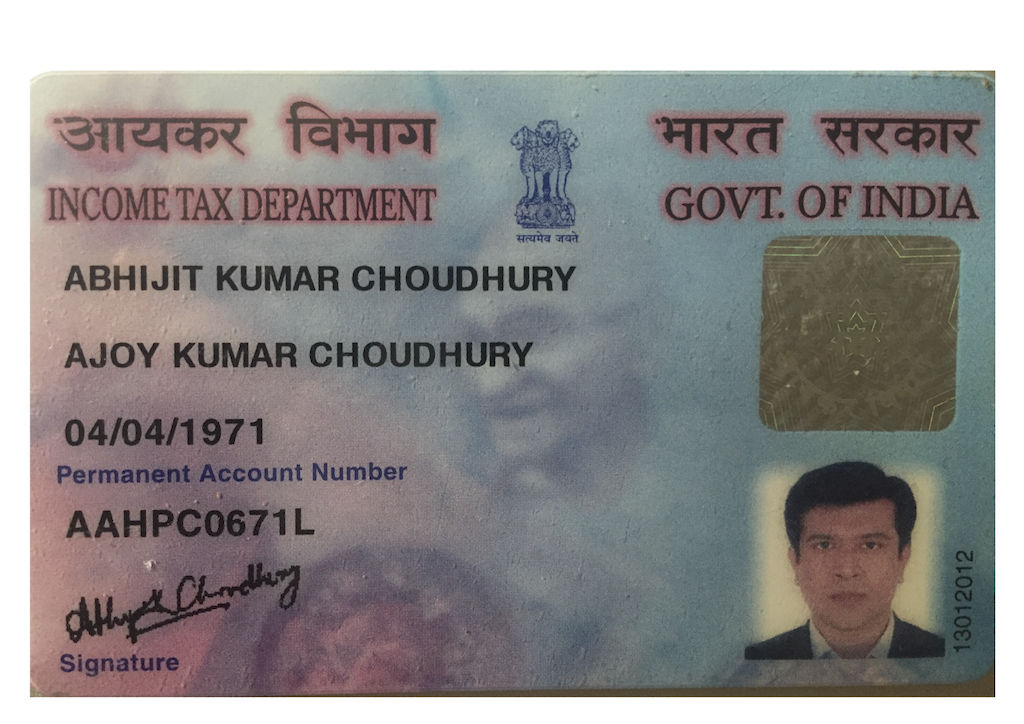 आयकर विभाग
भारत सरकार
INCOME TAX DEPARTMENT
GOVT. OF INDIA
सत्यमेव जयते
ABHIJIT KUMAR CHOUDHURY
AJOY KUMAR CHOUDHURY
04/04/1971
Permanent Account Number
AAHPC0671L
Abhijit K Choudhury
Signature
13012012